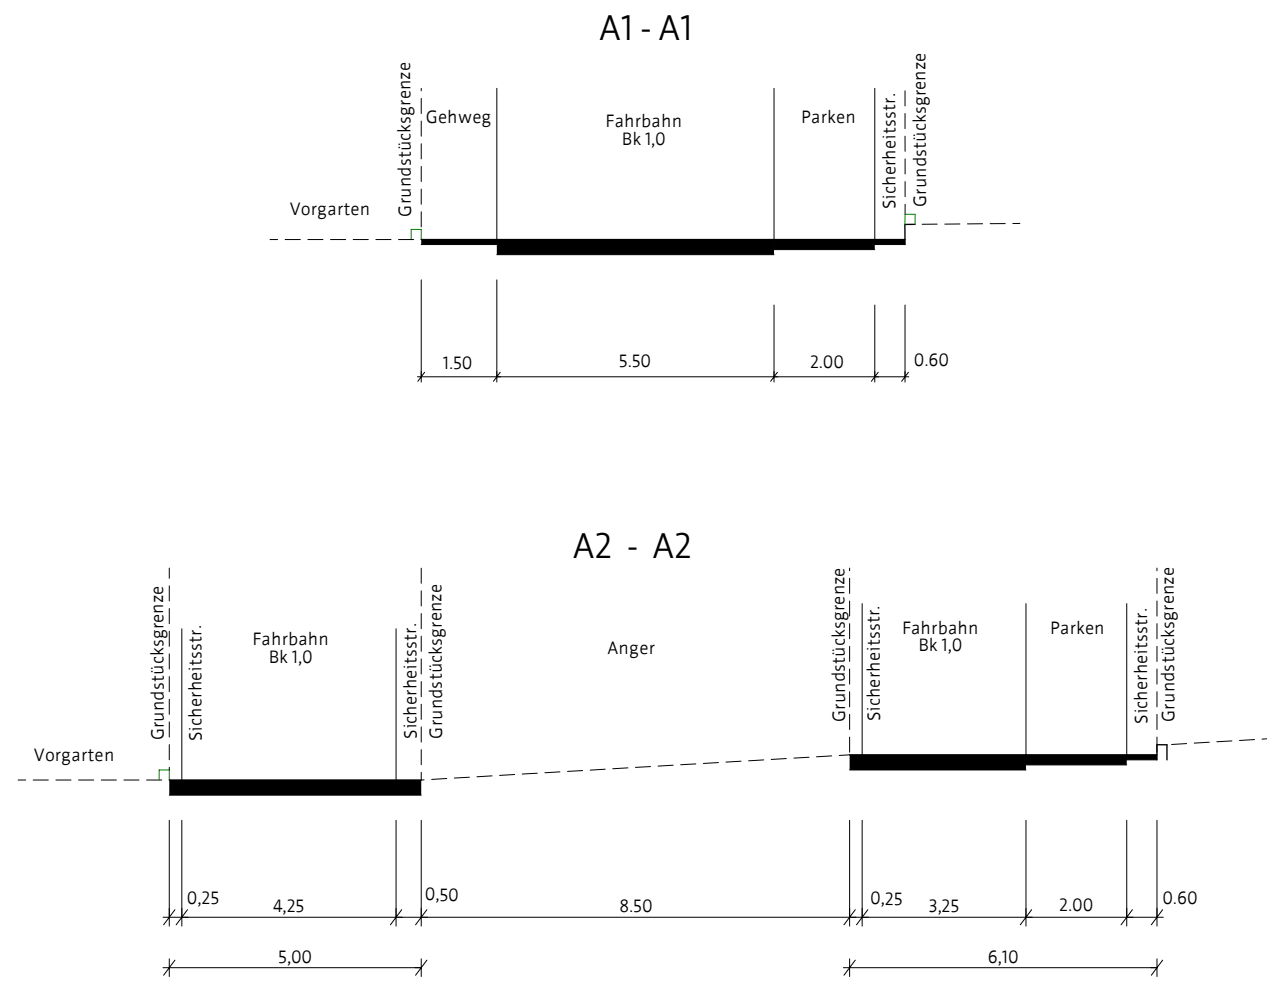 A1 - A1
Grundstücksgrenze
Gehweg
Fahrbahn
Bk 1,0
Parken
Sicherheitsstr.
Grundstücksgrenze
Vorgarten
1.50
5.50
2.00
0.60
A2 - A2
Grundstücksgrenze
Sicherheitsstr.
Fahrbahn
Bk 1,0
Sicherheitsstr.
Grundstücksgrenze
Anger
Grundstücksgrenze
Sicherheitsstr.
Fahrbahn
Bk 1,0
Parken
Sicherheitsstr.
Grundstücksgrenze
Vorgarten
0,25
4,25
0,50
8.50
0,25
3,25
2.00
0.60
5,00
6,10